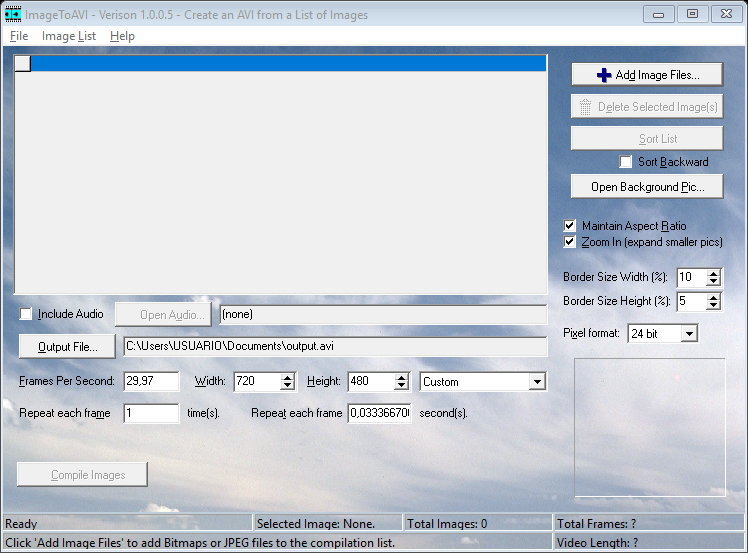 ImageToAVI - Verison 1.0.0.5 - Create an AVI from a List of Images
File Image List Help
Add Image Files...
Delete Selected Image(s)
Sort List
Sort Backward
Open Background Pic...
Maintain Aspect Ratio
Zoom In (expand smaller pics)
Border Size Width (%): 10
Border Size Height (%): 5
Pixel format: 24 bit
Include Audio Open Audio... (none)
Output File... C:\Users\USUARIO\Documents\output.avi
Frames Per Second: 29,97 Width: 720 Height: 480 Custom
Repeat each frame 1 time(s). Repeat each frame 0,03336670 second(s).
Compile Images
Ready Selected Image: None. Total Images: 0 Total Frames: ?
Click 'Add Image Files' to add Bitmaps or JPEG files to the compilation list. Video Length: ?